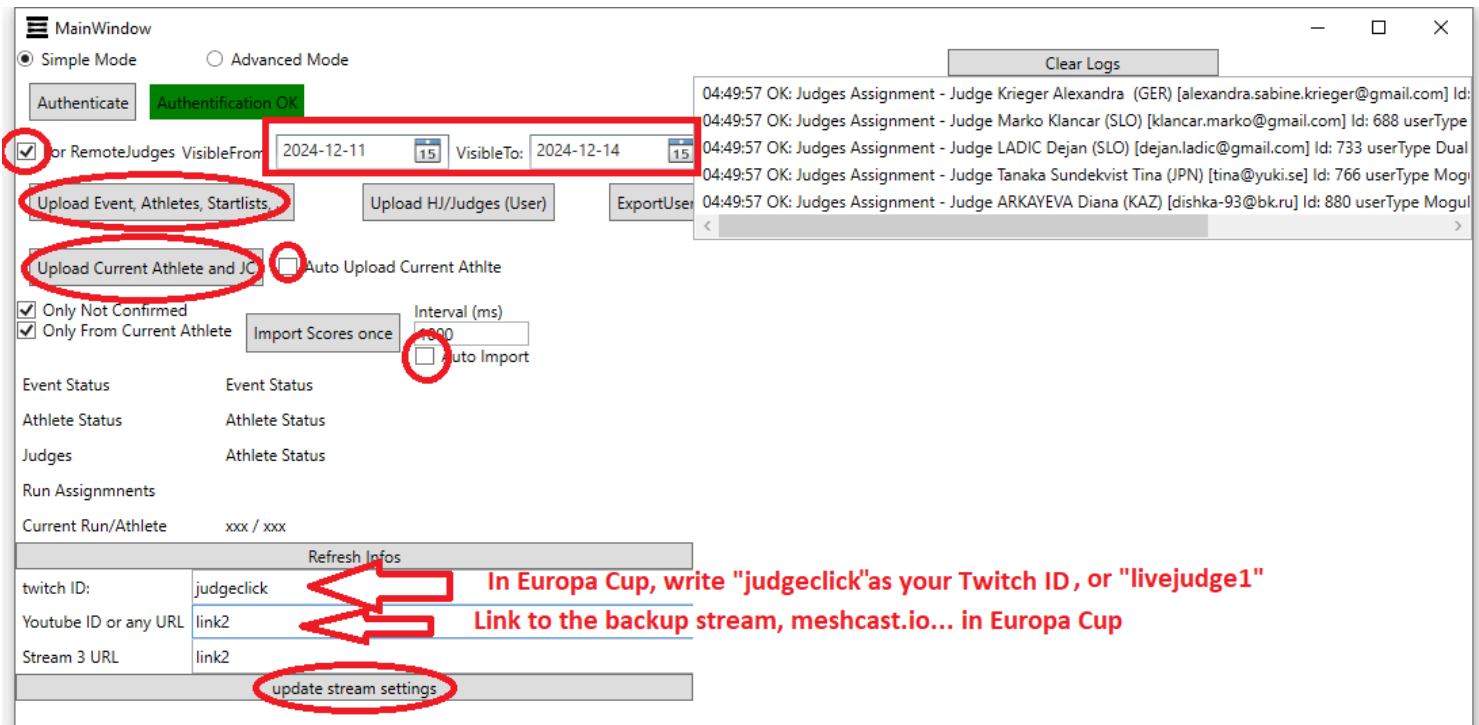 MainWindow
Simple Mode Advanced Mode
Clear Logs
Authenticate Authentification OK
04:49:57 OK: Judges Assignment - Judge Krieger Alexandra (GER) [alexandra.sabine.krieger@gmail.com] Id:
04:49:57 OK: Judges Assignment - Judge Marko Klancar (SLO) [klancar.marko@gmail.com] Id: 688 userType
04:49:57 OK: Judges Assignment - Judge LADIC Dejan (SLO) [dejan.ladic@gmail.com] Id: 733 userType Dual
04:49:57 OK: Judges Assignment - Judge Tanaka Sundekvist Tina (JPN) [tina@yuki.se] Id: 766 userType Mogu
04:49:57 OK: Judges Assignment - Judge ARKAYEVA Diana (KAZ) [dishka-93@bk.ru] Id: 880 userType Mogul
or RemoteJudges VisibleFrom 2024-12-11 15 VisibleTo: 2024-12-14 15
Upload Event, Athletes, Startlists, Upload HJ/Judges (User) ExportUser
Upload Current Athlete and JC Auto Upload Current Athlte
Only Not Confirmed
Only From Current Athlete Import Scores once
Interval (ms)
1000
Auto Import
Event Status Event Status
Athlete Status Athlete Status
Judges Athlete Status
Run Assignmnents
Current Run/Athlete xxx / xxx
Refresh Infos
twitch ID: judgeclick
In Europa Cup, write "judgeclick"as your Twitch ID, or "livejudge1"
Youtube ID or any URL link2
Link to the backup stream, meshcast.io... in Europa Cup
Stream 3 URL link2
update stream settings